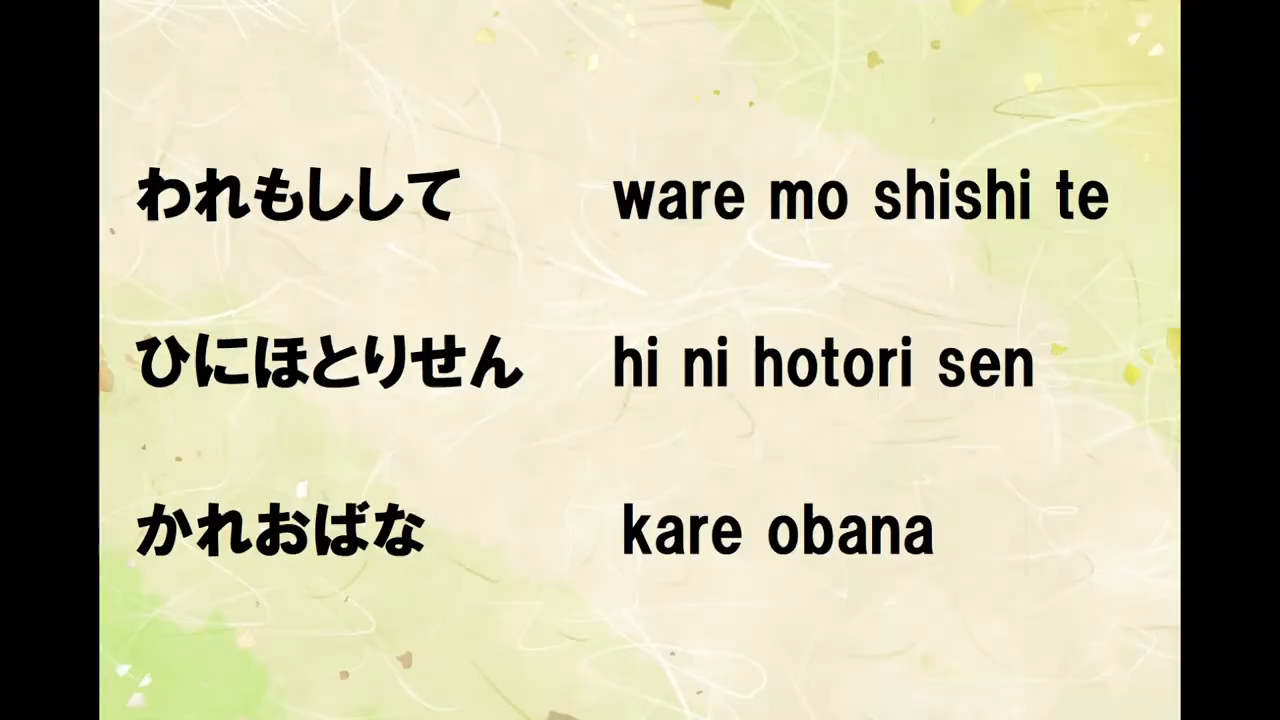 われもしして ware mo shishi te
ひにほとりせん hi ni hotori sen
かれおばな kare obana